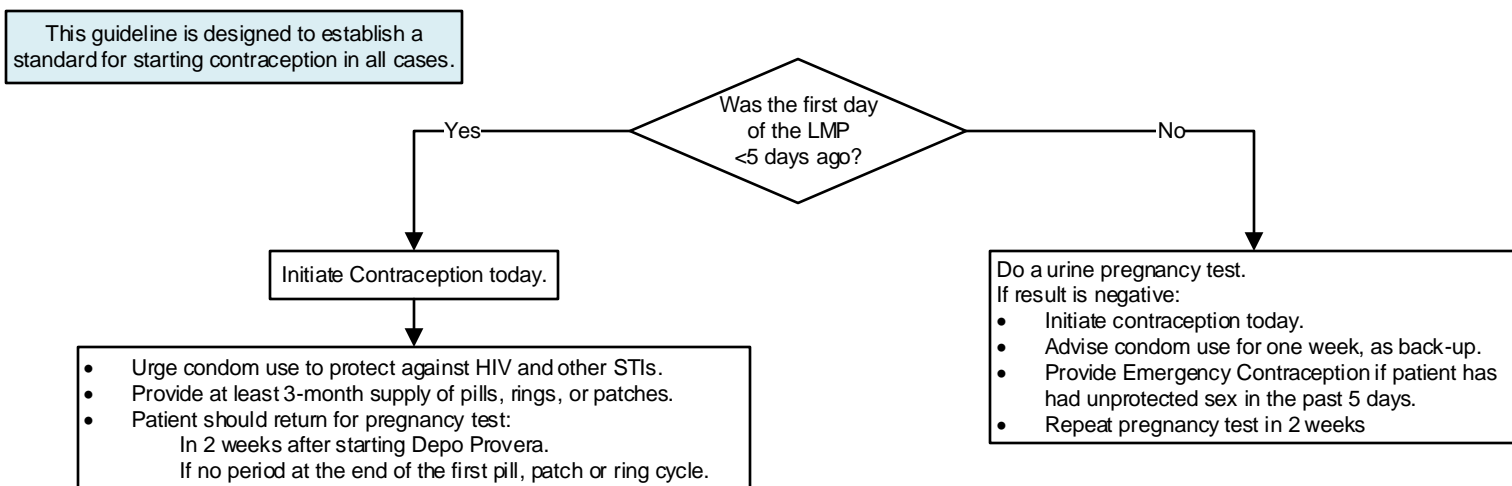 This guideline is designed to establish a
standard for starting contraception in all cases.
Was the first day
of the LMP
<5 days ago?
Yes
No
Initiate Contraception today.
• Urge condom use to protect against HIV and other STIs.
• Provide at least 3-month supply of pills, rings, or patches.
• Patient should return for pregnancy test:
In 2 weeks after starting Depo Provera.
If no period at the end of the first pill, patch or ring cycle.
Do a urine pregnancy test.
If result is negative:
• Initiate contraception today.
• Advise condom use for one week, as back-up.
• Provide Emergency Contraception if patient has
had unprotected sex in the past 5 days.
• Repeat pregnancy test in 2 weeks